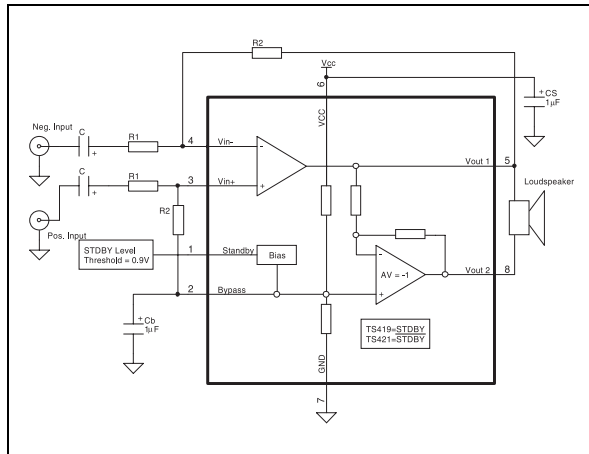 R2
Vcc
6
+ CS
1µF
VCC
Neg. Input
C
+
R1
4
Vin-
-
Vout 1
5
C
+
R1
3
Vin+
+
Loudspeaker
R2
Pos. Input
STDBY Level
Threshold = 0.9V
1
Standby
Bias
-
AV = -1
+
Vout 2
8
2
Bypass
+ Cb
1µF
TS419=STDBY
TS421=STDBY
GND
7